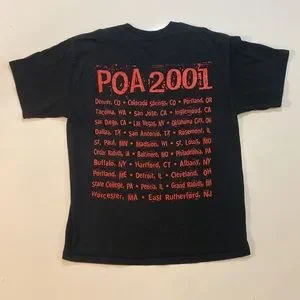 POA 2001
Denver, CO • Colorado Springs, CO • Portland, OR
Tacoma, WA • San Jose, CA • Inglewood, CA
San Diego, CA • Las Vegas, NV • Oklahoma City, OK
Dallas, TX • San Antonio, TX • Rosemont, IL
St. Paul, MN • Madison, WI • St. Louis, MO
Cedar Rapids, IA • Baltimore, MD • Philadelphia, PA
Buffalo, NY • Hartford, CT • Albany, NY
Portland, ME • Detroit, MI • Cleveland, OH
State College, PA • Peoria, IL • Grand Rapids, MI
Worcester, MA • East Rutherford, NJ